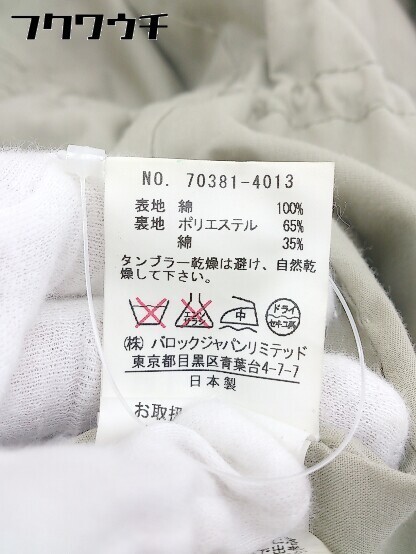 フクワウチ
NO. 70381-4013
表地 綿 100%
裏地 ポリエステル 65%
綿 35%
タンブラー乾燥は避け、自然乾
燥して下さい。
エンソ サラシ 中 ドライ セキユ系
(株) バロックジャパンリミテッド
東京都目黒区青葉台4-7-7
日本製
お取扱